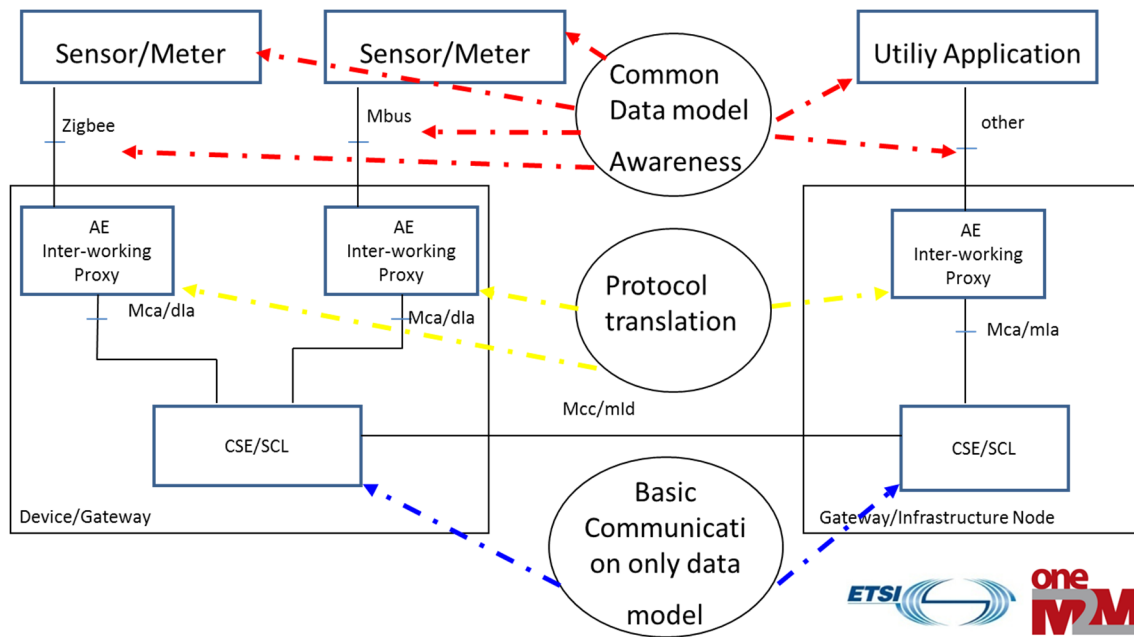 Sensor/Meter
Sensor/Meter
Utiliy Application
Common
Data model
Awareness
Zigbee
Mbus
other
AE
Inter-working
Proxy
AE
Inter-working
Proxy
AE
Inter-working
Proxy
Protocol
translation
Mca/dIa
Mca/dIa
Mca/mIa
Mcc/mId
CSE/SCL
CSE/SCL
Basic
Communicati
on only data
model
Device/Gateway
Gateway/Infrastructure Node
ETSI
one
M2M